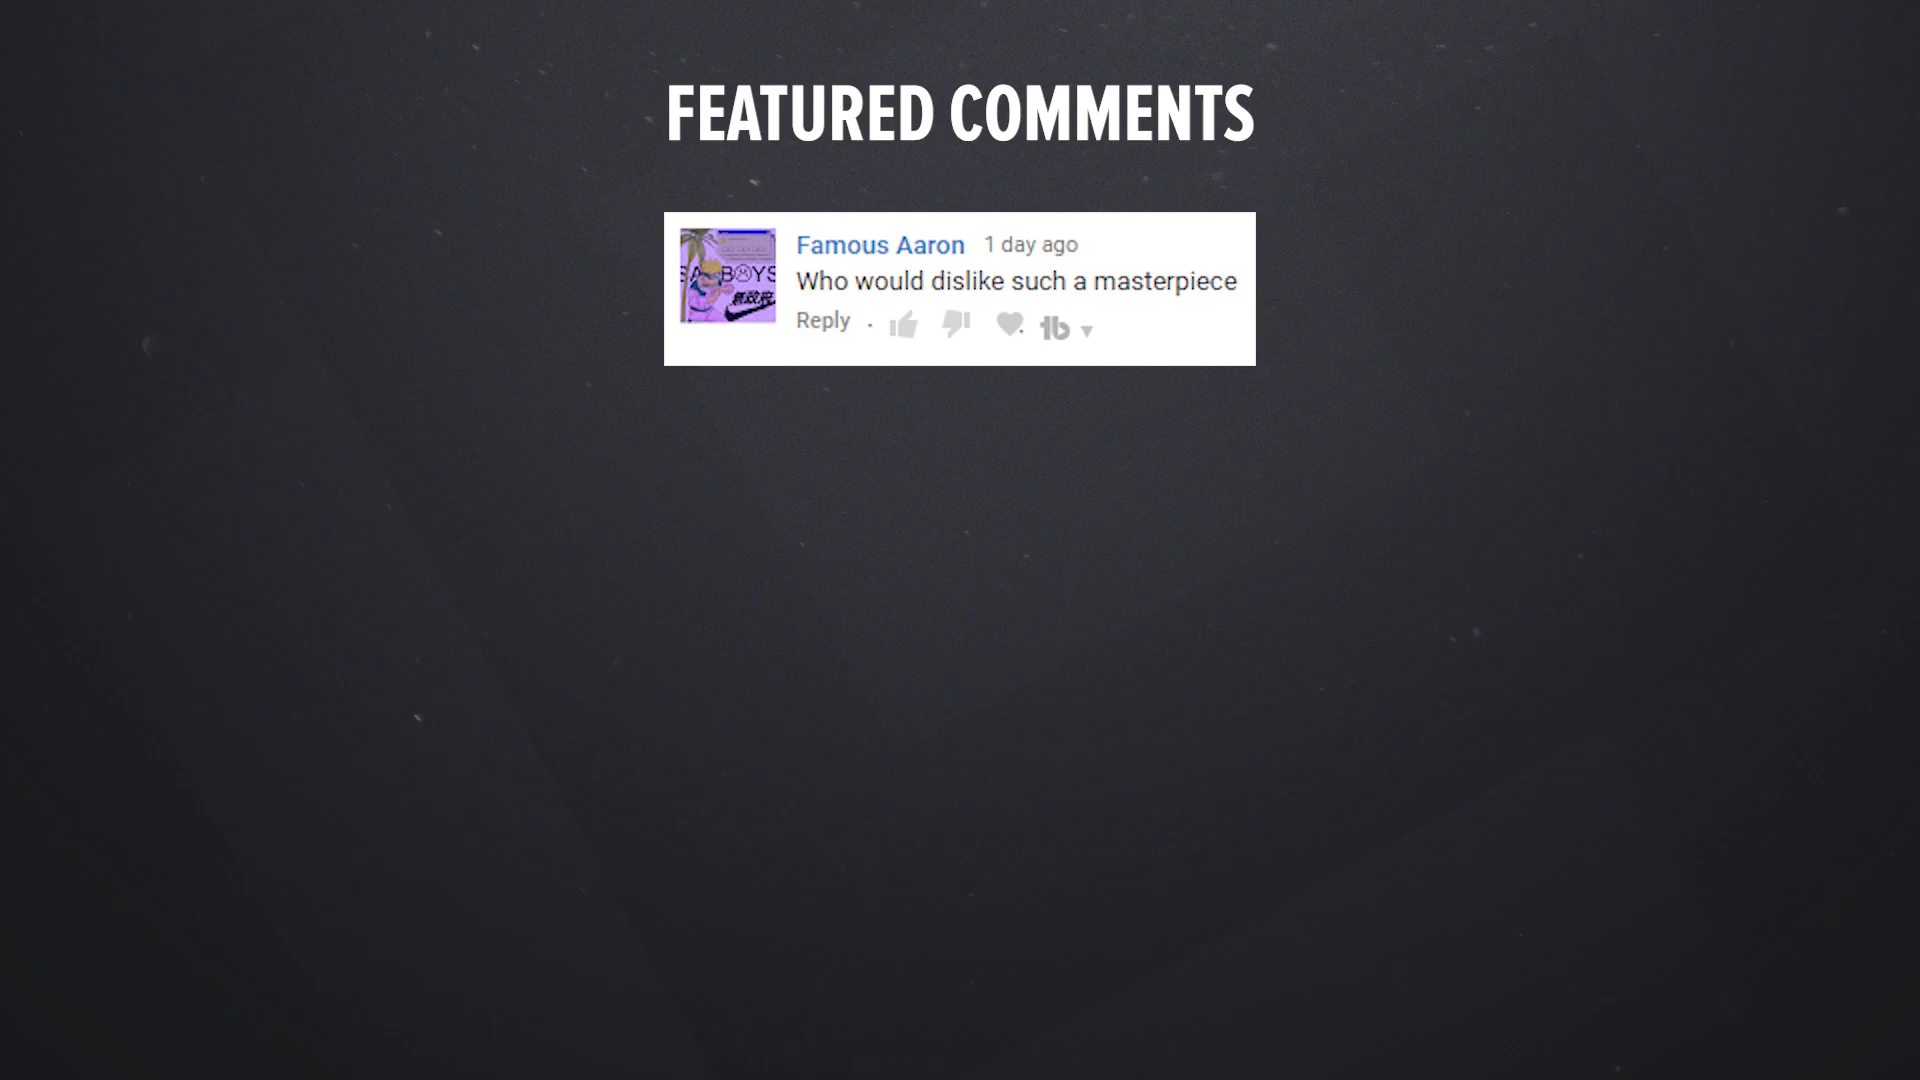 FEATURED COMMENTS
Famous Aaron 1 day ago
Who would dislike such a masterpiece
Reply